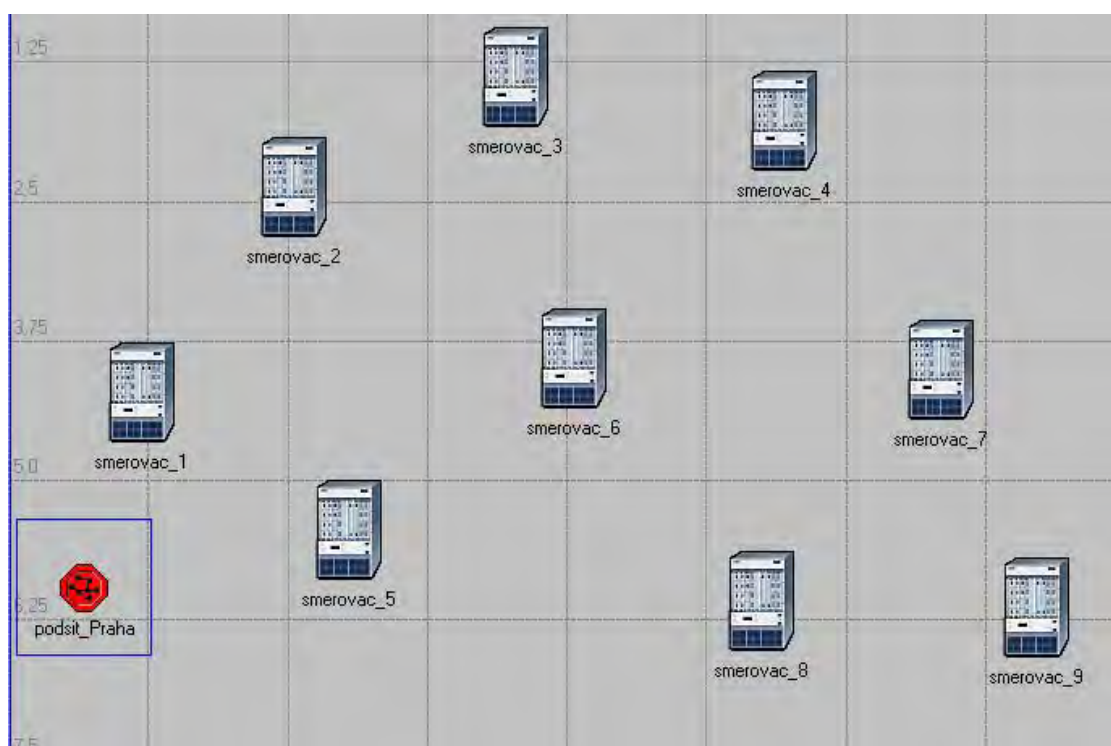 1,25
smerovac_3
smerovac_4
2,5
smerovac_2
3,75
smerovac_6
smerovac_7
smerovac_1
5,0
smerovac_5
6,25
podsit_Praha
smerovac_8
smerovac_9
7,5